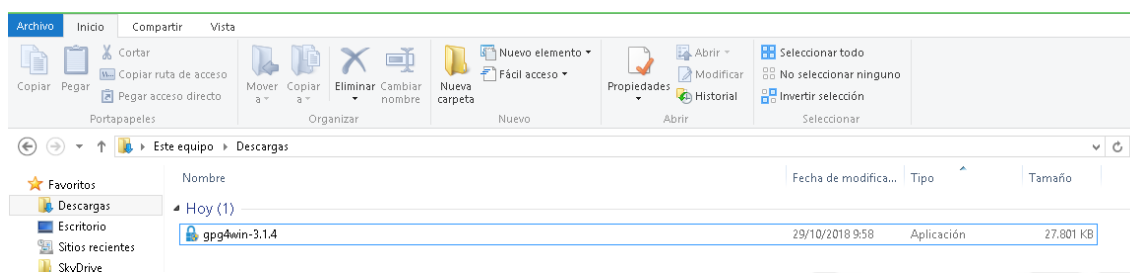 Archivo Inicio Compartir Vista
Copiar
Pegar
Cortar
Copiar ruta de acceso
Pegar acceso directo
Portapapeles
Mover a
Copiar a
Eliminar
Cambiar nombre
Organizar
Nueva carpeta
Nuevo elemento
Fácil acceso
Nuevo
Propiedades
Abrir
Modificar
Historial
Abrir
Seleccionar todo
No seleccionar ninguno
Invertir selección
Seleccionar
Este equipo Descargas
Favoritos
Descargas
Escritorio
Sitios recientes
SkyDrive
Nombre Fecha de modifica... Tipo Tamaño
Hoy (1)
gpg4win-3.1.4 29/10/2018 9:58 Aplicación 27.801 KB